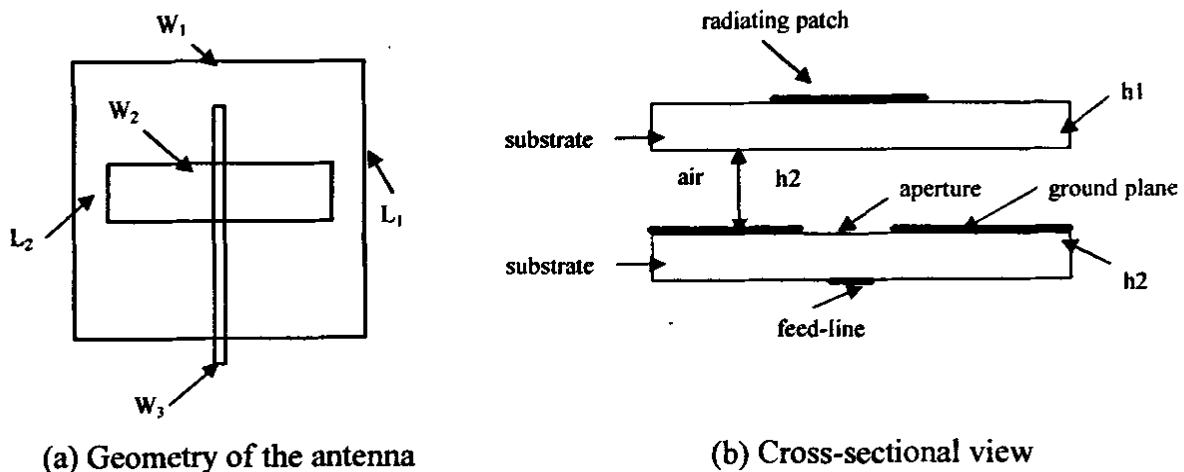 W1
W2
L2
L1
W3
(a) Geometry of the antenna
radiating patch
h1
substrate
air
h2
aperture
ground plane
substrate
h2
feed-line
(b) Cross-sectional view